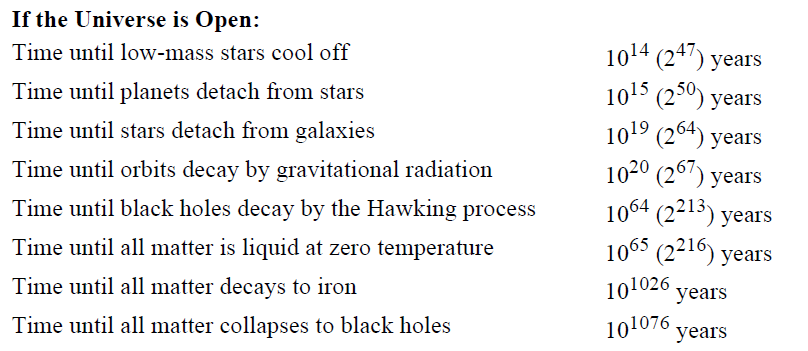 If the Universe is Open:
Time until low-mass stars cool off 10^14 (2^47) years
Time until planets detach from stars 10^15 (2^50) years
Time until stars detach from galaxies 10^19 (2^64) years
Time until orbits decay by gravitational radiation 10^20 (2^67) years
Time until black holes decay by the Hawking process 10^64 (2^213) years
Time until all matter is liquid at zero temperature 10^65 (2^216) years
Time until all matter decays to iron 10^1026 years
Time until all matter collapses to black holes 10^1076 years